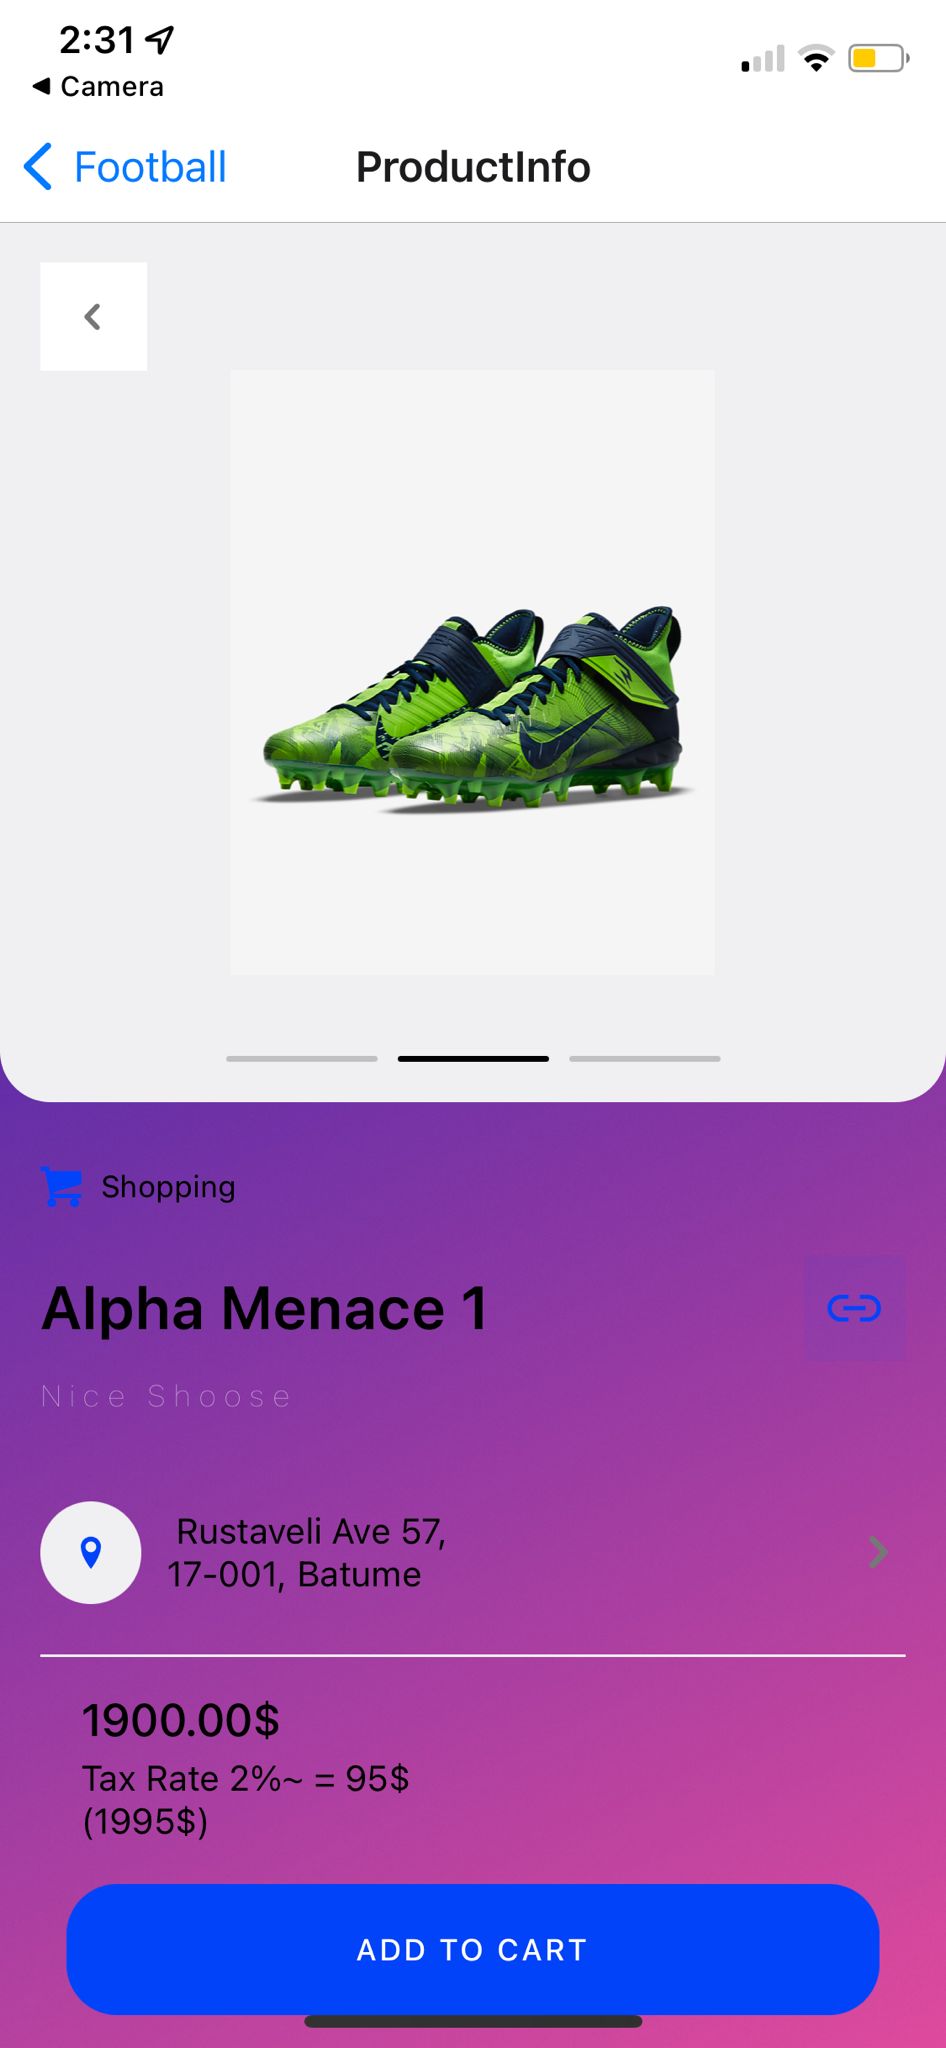 2:31
Camera
Football
ProductInfo
Shopping
Alpha Menace 1
Nice Shoose
Rustaveli Ave 57,
17-001, Batume
1900.00$
Tax Rate 2%~ = 95$
(1995$)
ADD TO CART